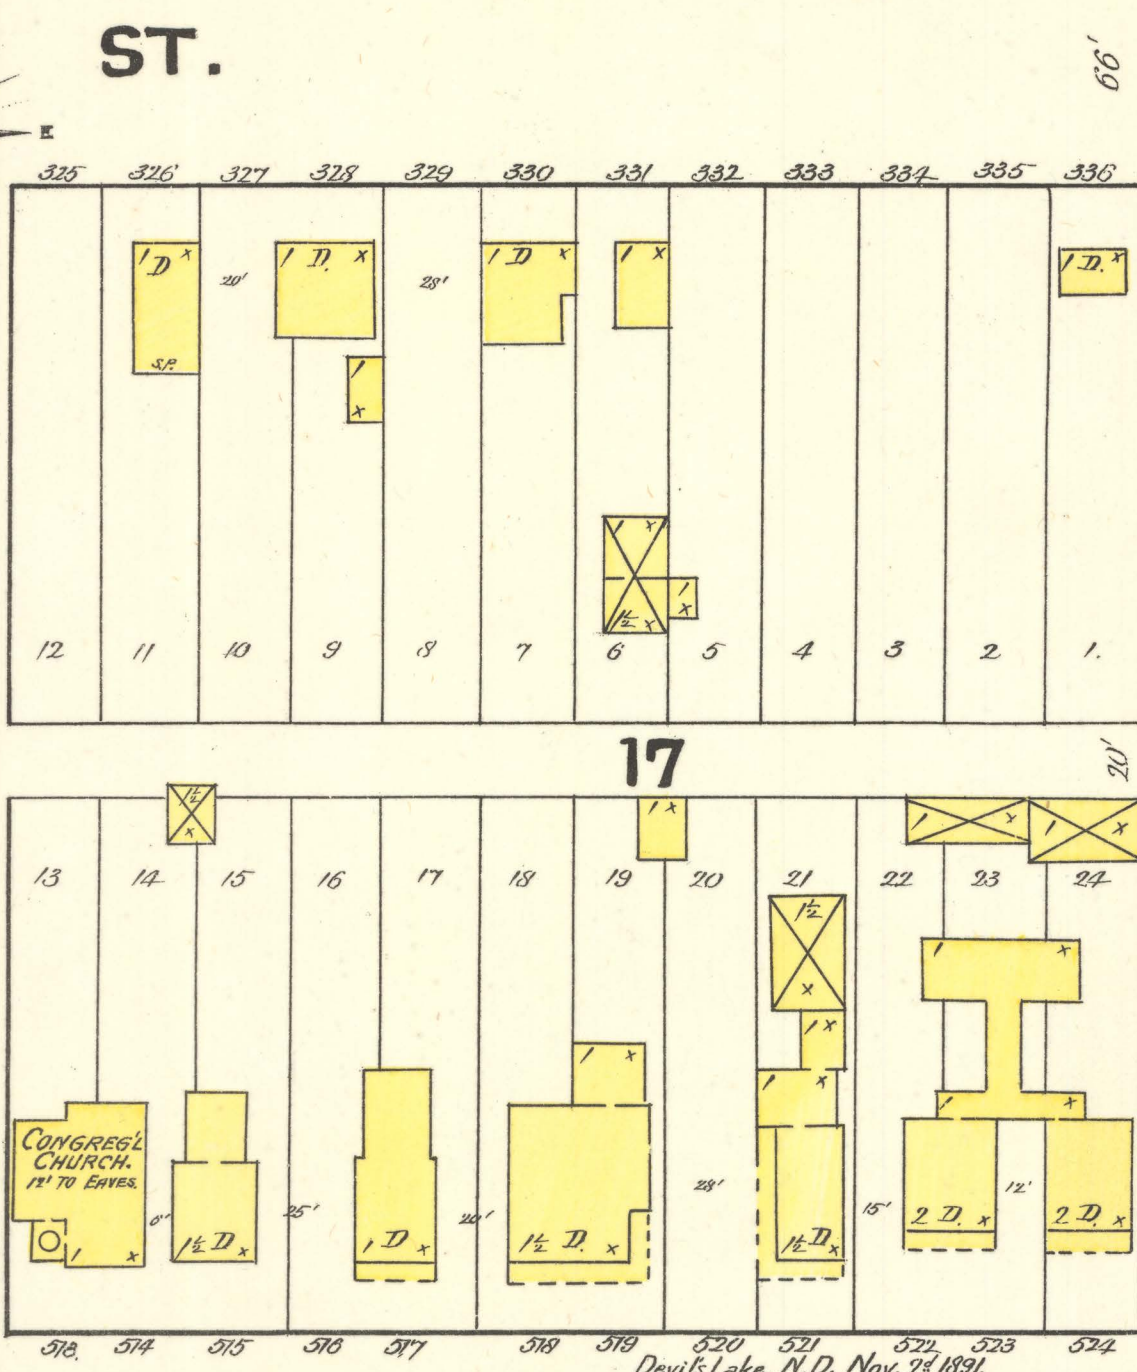 ST.
66'
325 326 327 328 329 330 331 332 333 334 335 336
1 D x
20'
1 D. x
28'
1 D x
1 x
1 D. x
S.P.
1
x
1 x
1½ x
1
x
12 11 10 9 8 7 6 5 4 3 2 1.
17
20'
1½
x
1 x
1 x
1 x
13 14 15 16 17 18 19 20 21 22 23 24
1½
x
1 x
1 x
1 x
1 x
1 x
CONGREG'L
CHURCH.
12' TO EAVES.
1 x
6'
1½ D x
25'
1 D x
20'
1½ D. x
28'
1½ D. x
15'
2 D. x
12'
2 D. x
514 515 516 517 518 519 520 521 522 523 524
Devil's Lake, N.D. Nov. 1891